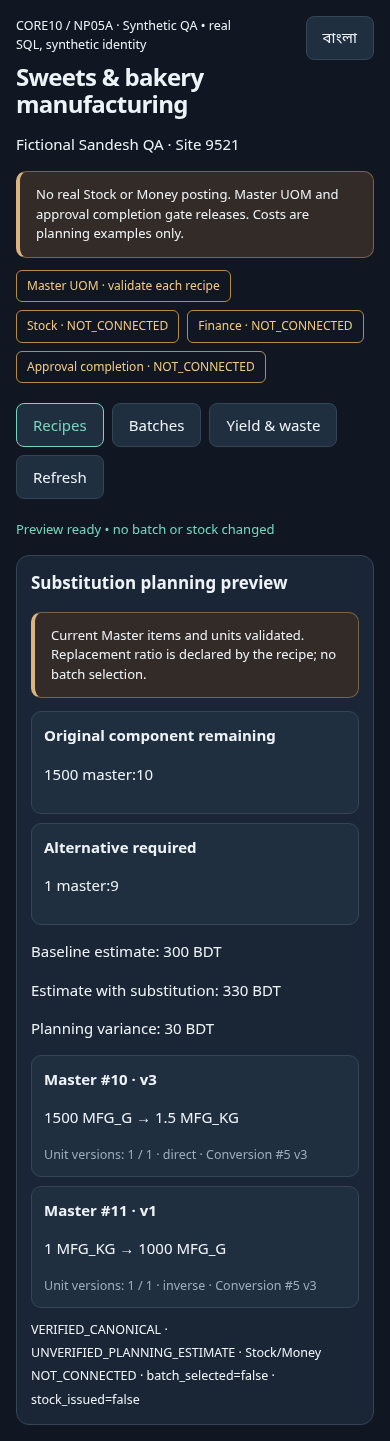 CORE10 / NP05A · Synthetic QA • real
SQL, synthetic identity
বাংলা
Sweets & bakery
manufacturing
Fictional Sandesh QA · Site 9521
No real Stock or Money posting. Master UOM and
approval completion gate releases. Costs are
planning examples only.
Master UOM · validate each recipe
Stock · NOT_CONNECTED
Finance · NOT_CONNECTED
Approval completion · NOT_CONNECTED
Recipes
Batches
Yield & waste
Refresh
Preview ready • no batch or stock changed
Substitution planning preview
Current Master items and units validated.
Replacement ratio is declared by the recipe; no
batch selection.
Original component remaining
1500 master:10
Alternative required
1 master:9
Baseline estimate: 300 BDT
Estimate with substitution: 330 BDT
Planning variance: 30 BDT
Master #10 · v3
1500 MFG_G → 1.5 MFG_KG
Unit versions: 1 / 1 · direct · Conversion #5 v3
Master #11 · v1
1 MFG_KG → 1000 MFG_G
Unit versions: 1 / 1 · inverse · Conversion #5 v3
VERIFIED_CANONICAL ·
UNVERIFIED_PLANNING_ESTIMATE · Stock/Money
NOT_CONNECTED · batch_selected=false ·
stock_issued=false